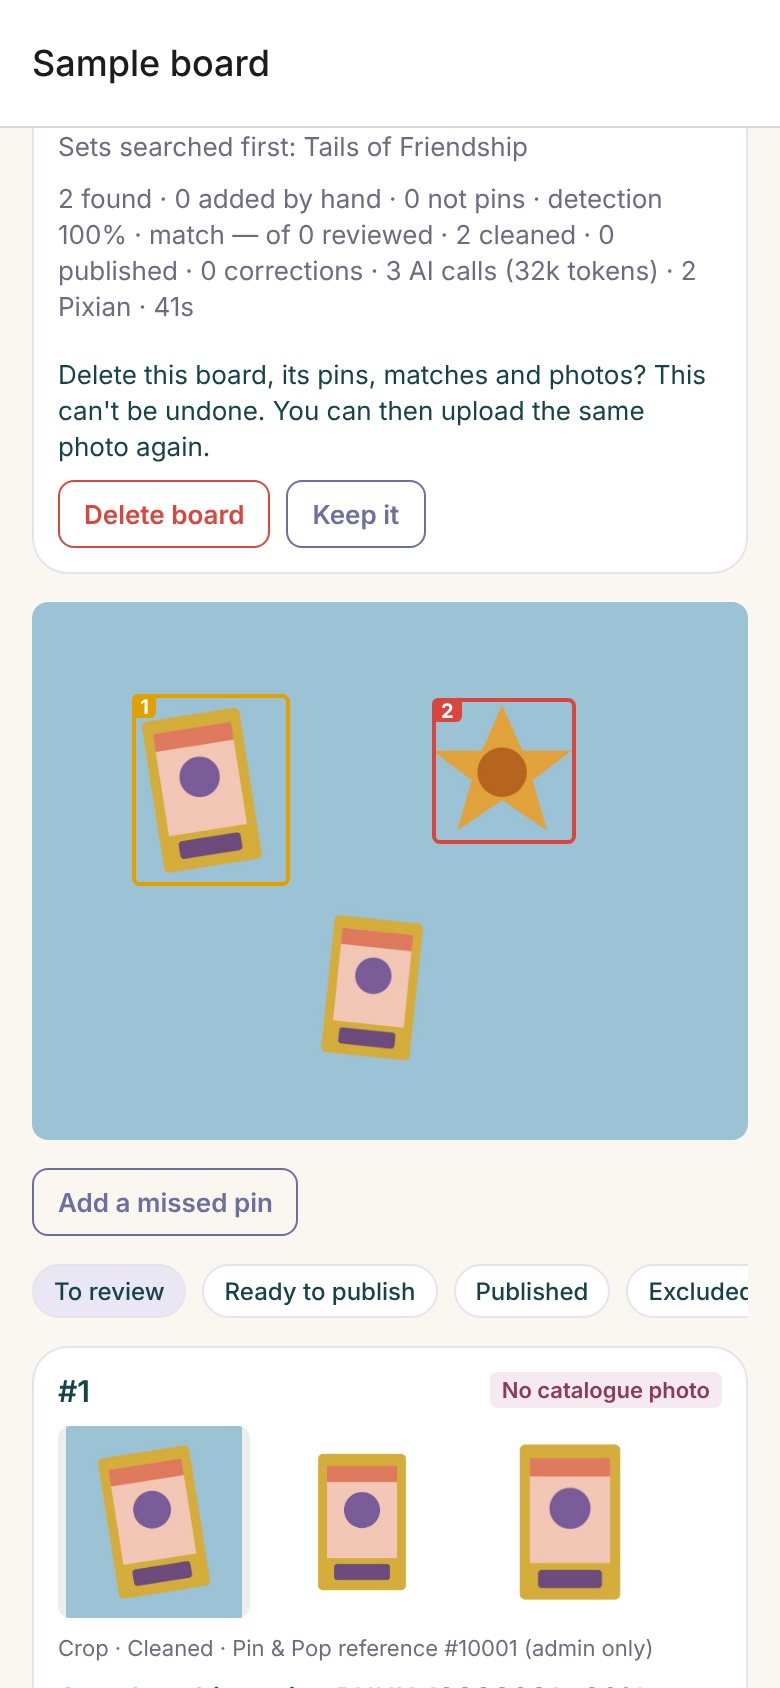 Sample board
Sets searched first: Tails of Friendship
2 found · 0 added by hand · 0 not pins · detection
100% · match — of 0 reviewed · 2 cleaned · 0
published · 0 corrections · 3 AI calls (32k tokens) · 2
Pixian · 41s
Delete this board, its pins, matches and photos? This
can't be undone. You can then upload the same
photo again.
Delete board Keep it
1 2
Add a missed pin
To review Ready to publish Published Excluded
#1 No catalogue photo
Crop · Cleaned · Pin & Pop reference #10001 (admin only)